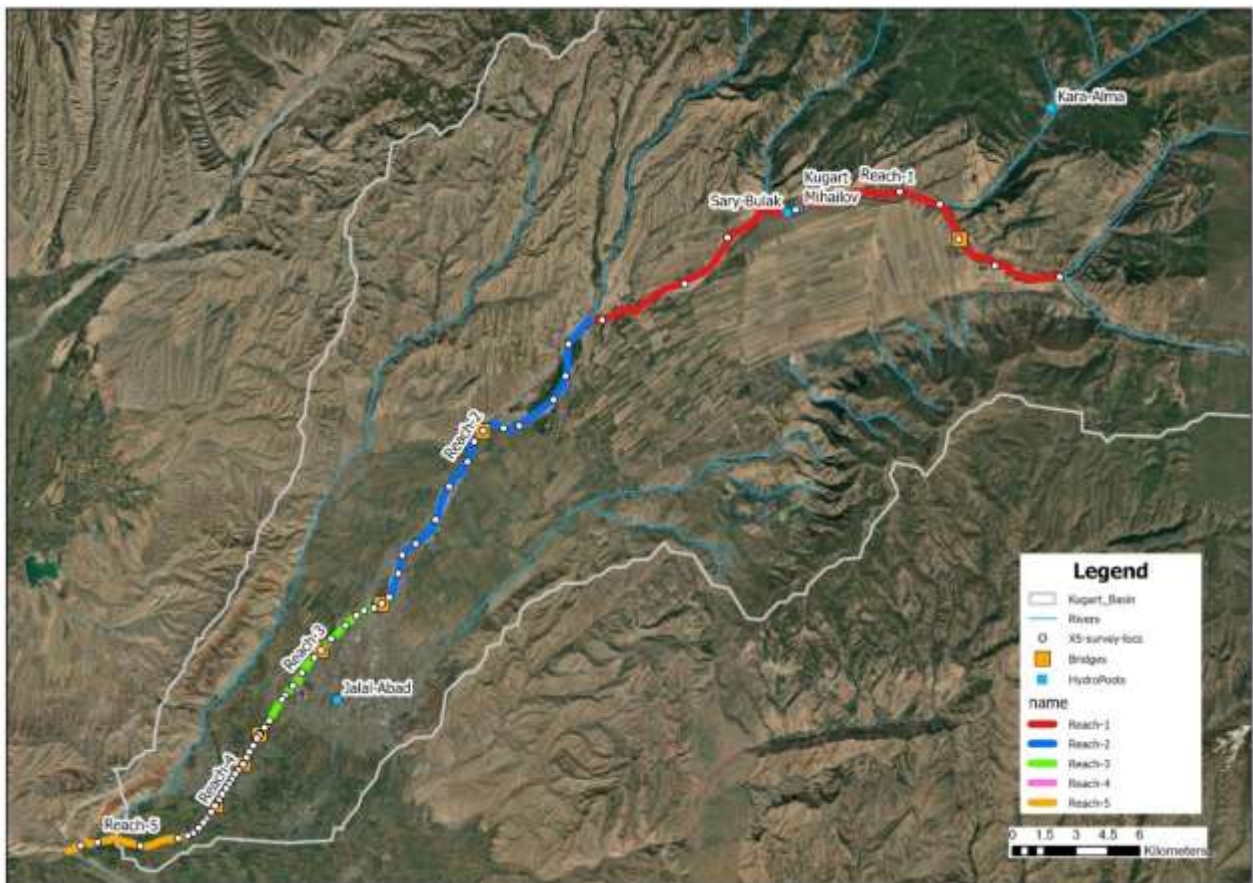 Kara-Alma
Kugart
Mihailov
Reach-1
Sary-Bulak
Reach-2
Reach-3
Jalal-Abad
Reach-4
Reach-5
Legend
Kugart_Basin
Rivers
XS-survey-locs
Bridges
HydroPosts
name
Reach-1
Reach-2
Reach-3
Reach-4
Reach-5
0 1.5 3 4.5 6
Kilometers